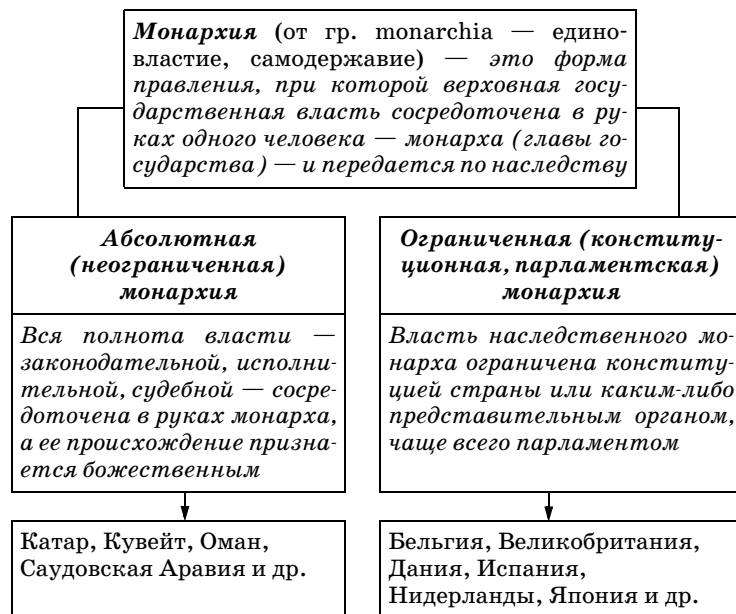 Монархия (от гр. monarchia — едино-
властие, самодержавие) — это форма
правления, при которой верховная госу-
дарственная власть сосредоточена в ру-
ках одного человека — монарха (главы го-
сударства) — и передается по наследству
Абсолютная
(неограниченная)
монархия
Вся полнота власти —
законодательной, исполни-
тельной, судебной — сосре-
доточена в руках монарха,
а ее происхождение призна-
ется божественным
Катар, Кувейт, Оман,
Саудовская Аравия и др.
Ограниченная (конститу-
ционная, парламентская)
монархия
Власть наследственного мо-
нарха ограничена конститу-
цией страны или каким-либо
представительным органом,
чаще всего парламентом
Бельгия, Великобритания,
Дания, Испания,
Нидерланды, Япония и др.